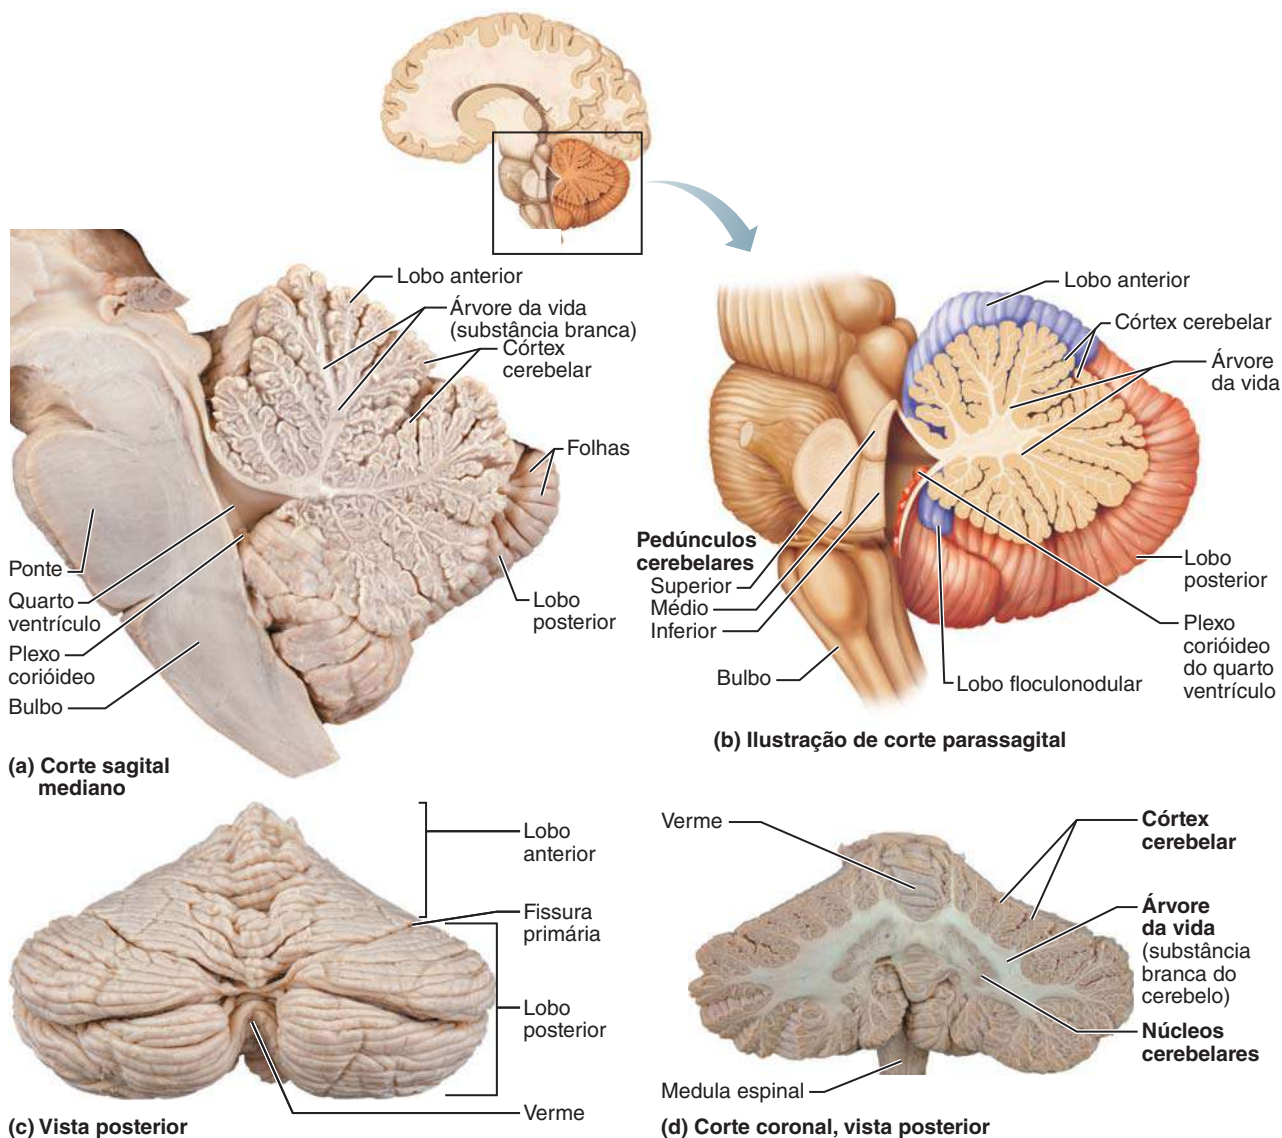 Lobo anterior
Árvore da vida
(substância branca)
Córtex
cerebelar
Folhas
Ponte
Quarto
ventrículo
Plexo
corióideo
Bulbo
Lobo
posterior
(a) Corte sagital
mediano
Lobo anterior
Córtex cerebelar
Árvore
da vida
Pedúnculos
cerebelares
Superior
Médio
Inferior
Bulbo
Lobo floculonodular
Lobo
posterior
Plexo
corióideo
do quarto
ventrículo
(b) Ilustração de corte parassagital
Lobo
anterior
Fissura
primária
Lobo
posterior
Verme
(c) Vista posterior
Verme
Córtex
cerebelar
Árvore
da vida
(substância
branca do
cerebelo)
Núcleos
cerebelares
Medula espinal
(d) Corte coronal, vista posterior